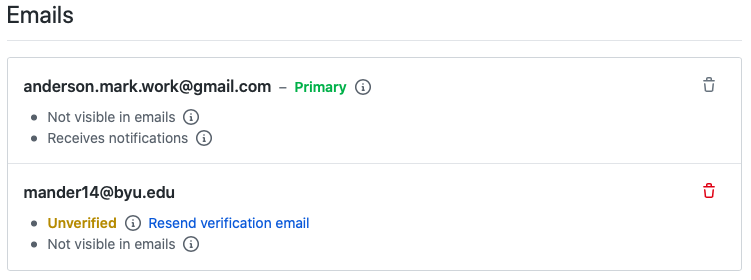 Emails
anderson.mark.work@gmail.com – Primary
Not visible in emails
Receives notifications
mander14@byu.edu
Unverified Resend verification email
Not visible in emails